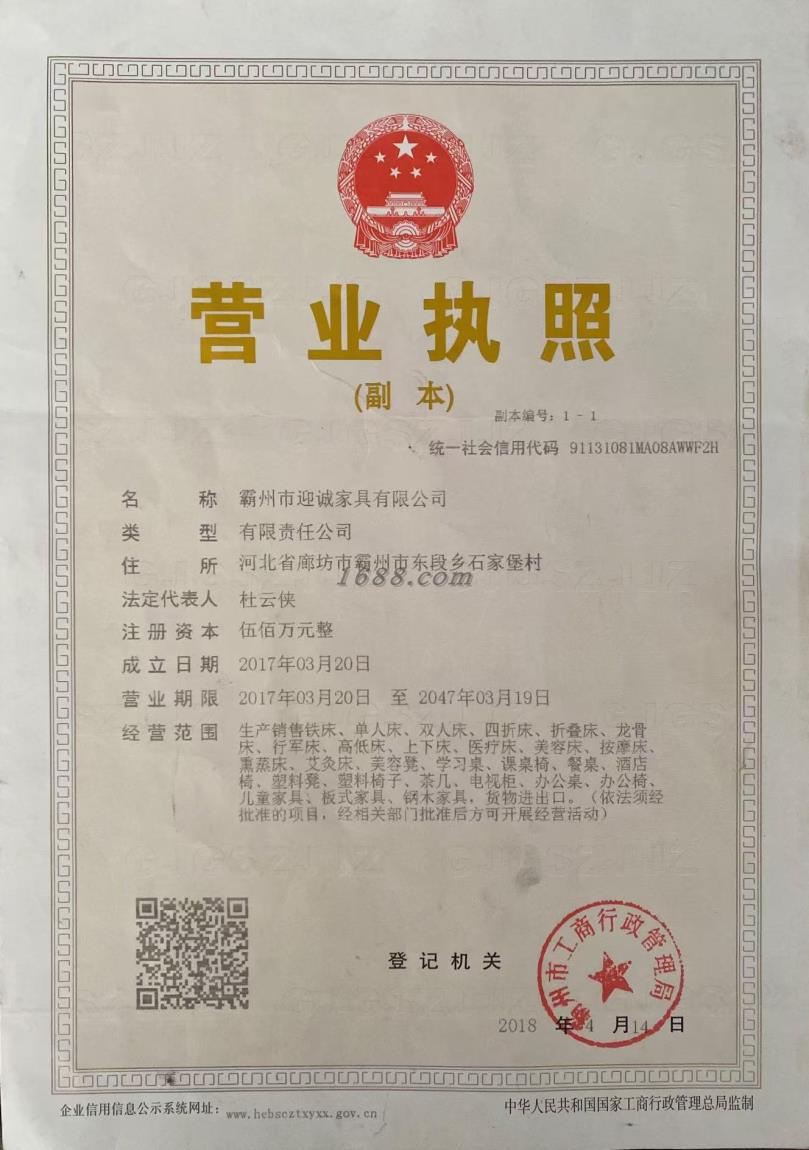 营业执照
(副 本)
副本编号：1 - 1
统一社会信用代码 91131081MA08AWWF2H
名 称 霸州市迎诚家具有限公司
类 型 有限责任公司
住 所 河北省廊坊市霸州市东段乡石家堡村
1688.com
法定代表人 杜云侠
注册资本 伍佰万元整
成立日期 2017年03月20日
营业期限 2017年03月20日 至 2047年03月19日
经营范围 生产销售铁床、单人床、双人床、四折床、折叠床、龙骨
床、行军床、高低床、上下床、医疗床、美容床、按摩床、
熏蒸床、艾灸床、美容凳、学习桌、课桌椅、餐桌、酒店
椅、塑料凳、塑料椅子、茶几、电视柜、办公桌、办公椅、
儿童家具、板式家具、钢木家具，货物进出口。（依法须经
批准的项目，经相关部门批准后方可开展经营活动）
霸州市工商行政管理局
登记机关
2018 年 4 月 14 日
企业信用信息公示系统网址：www.hebscztxyxx.gov.cn
中华人民共和国国家工商行政管理总局监制